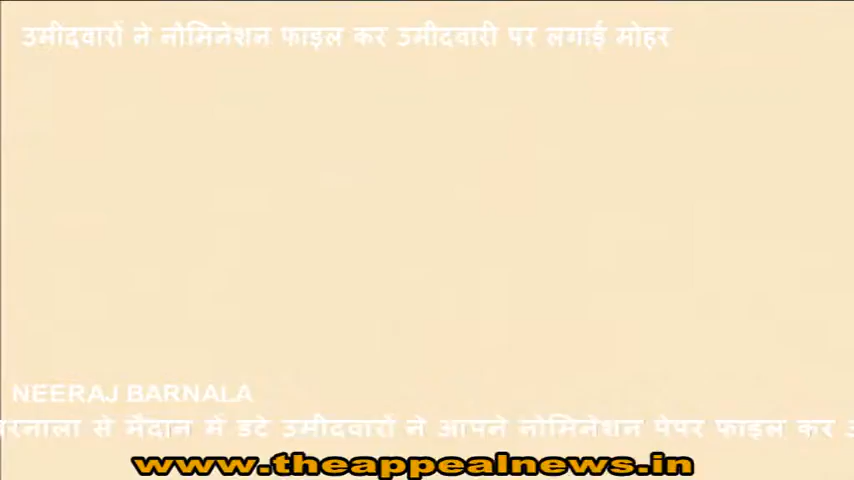 उमीदवारों ने नौमिनेशन फाइल कर उमीदवारी पर लगाई मोहर
NEERAJ BARNALA
रनाला से मैदान में डटे उमीदवारों ने आपने नोमिनेशन पेपर फाइल कर
www.theappealnews.in